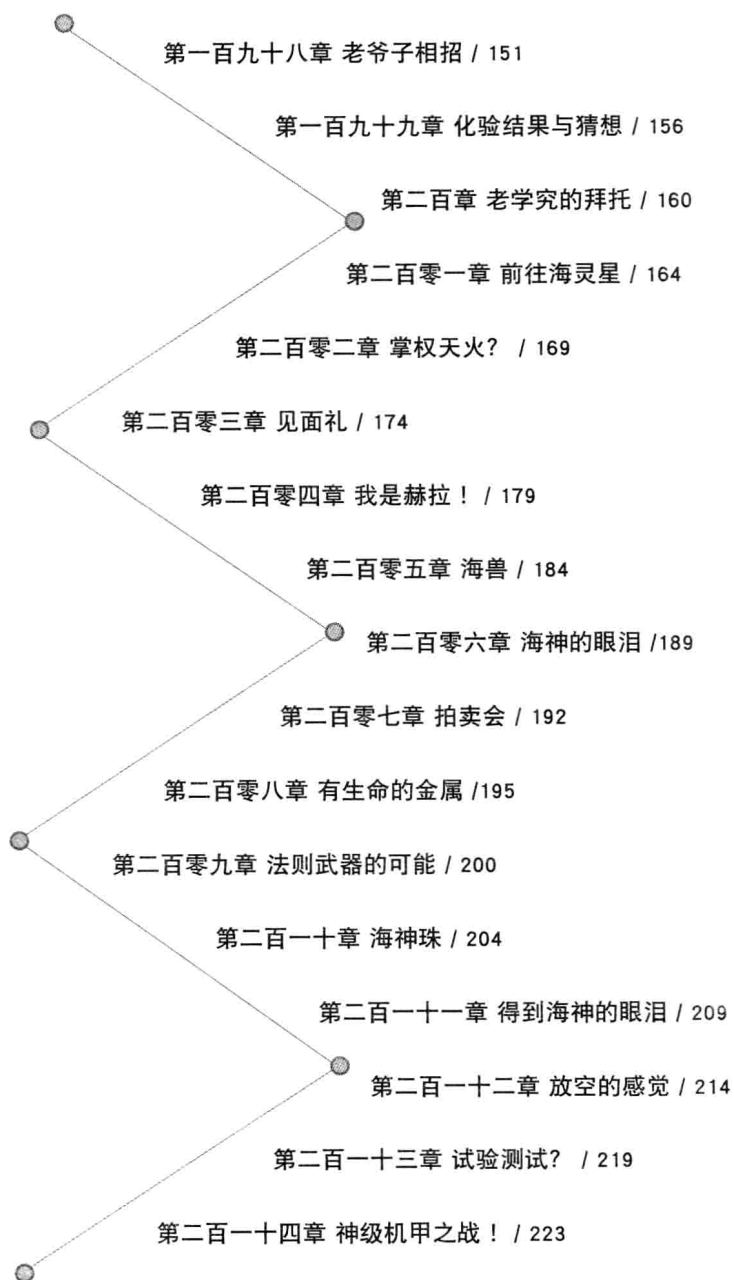 第一百九十八章 老爷子相招 / 151
第一百九十九章 化验结果与猜想 / 156
第二百章 老学究的拜托 / 160
第二百零一章 前往海灵星 / 164
第二百零二章 掌权天火？ / 169
第二百零三章 见面礼 / 174
第二百零四章 我是赫拉！ / 179
第二百零五章 海兽 / 184
第二百零六章 海神的眼泪 /189
第二百零七章 拍卖会 / 192
第二百零八章 有生命的金属 /195
第二百零九章 法则武器的可能 / 200
第二百一十章 海神珠 / 204
第二百一十一章 得到海神的眼泪 / 209
第二百一十二章 放空的感觉 / 214
第二百一十三章 试验测试？ / 219
第二百一十四章 神级机甲之战！ / 223